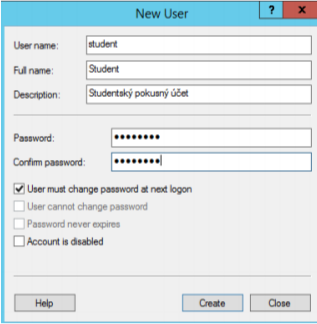 New User
? x
User name: student
Full name: Student
Description: Studentský pokusný účet
Password: ●●●●●●●●
Confirm password: ●●●●●●●●
User must change password at next logon
User cannot change password
Password never expires
Account is disabled
Help Create Close